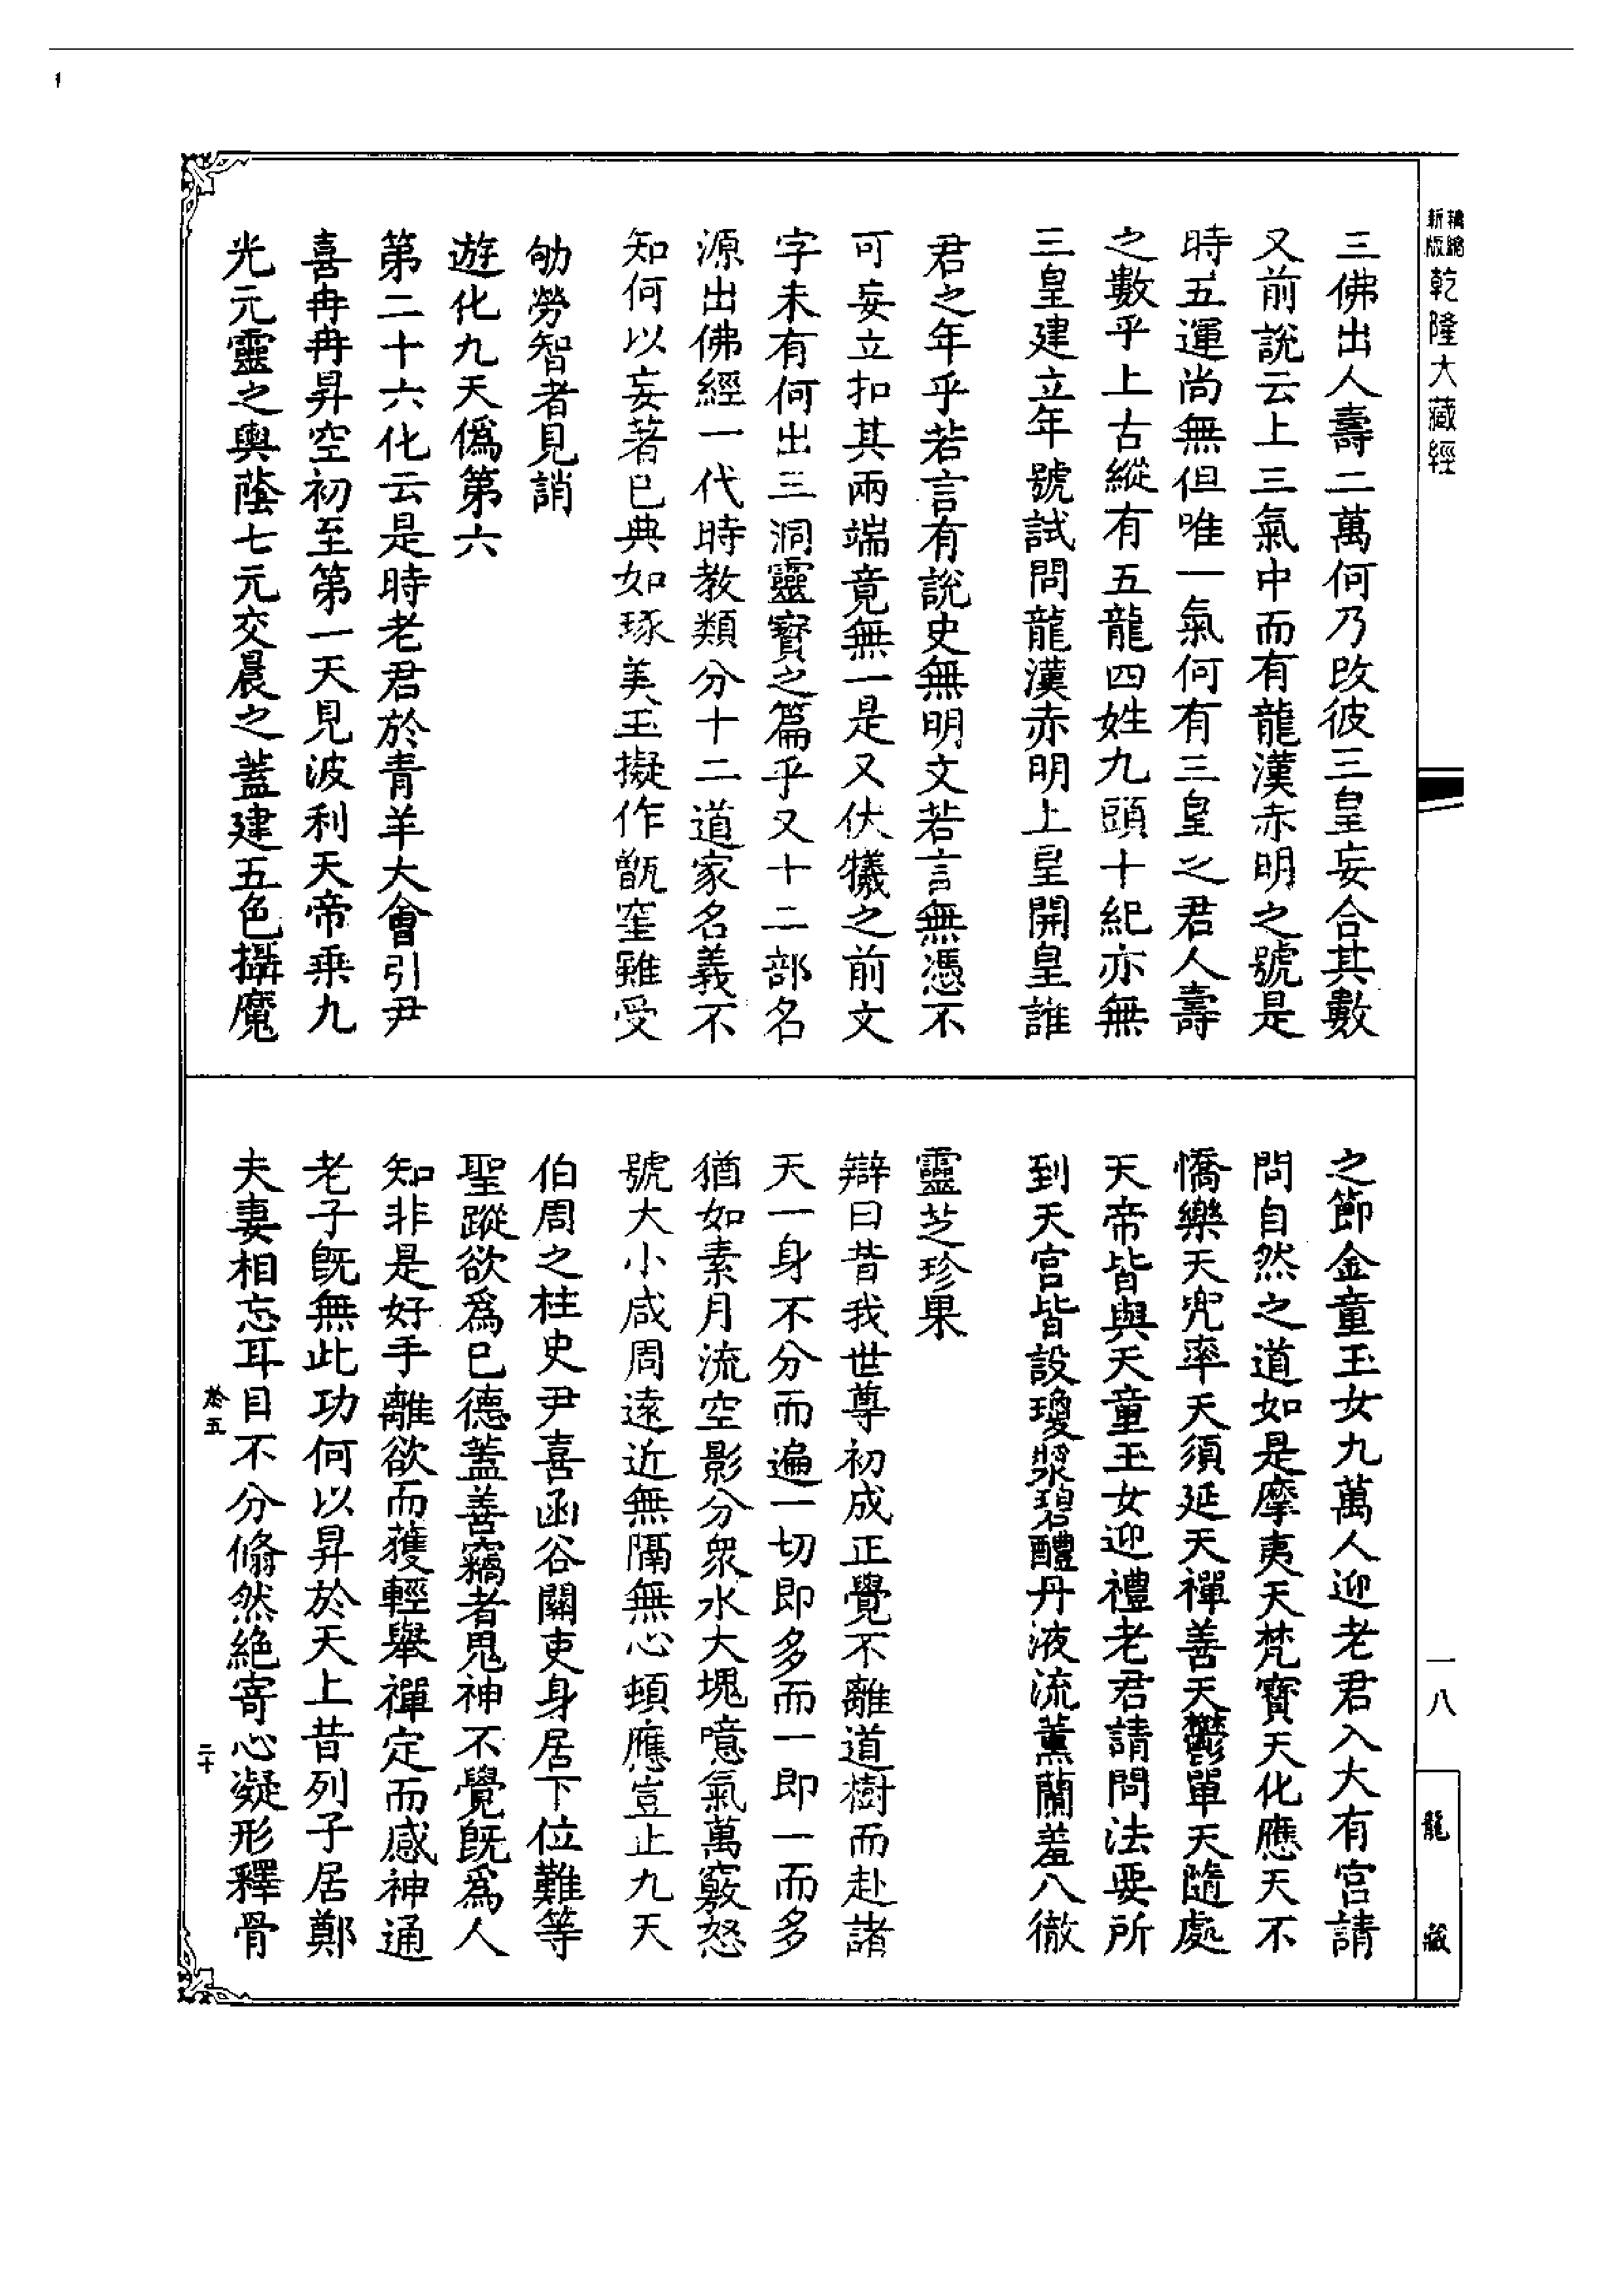 新編
縮版
乾隆大藏經
三佛出人壽二萬何乃改彼三皇妄合其數
又前說云上三氣中而有龍漢赤明之號是
時五運尚無但唯一氣何有三皇之君人壽
之數乎上古縱有五龍四姓九頭十紀亦無
三皇建立年號試問龍漢赤明上皇開皇誰
君之年乎若言有說史無明文若言無憑不
可妄立扣其兩端竟無一是又伏犧之前文
字未有何出三洞靈寶之篇乎又十二部名
源出佛經一代時教類分十二道家名義不
知何以妄著已典如琢美玉擬作甑窐雖受
劬勞智者見誚
遊化九天偽第六
第二十六化云是時老君於青羊大會引尹
喜冉冉昇空初至第一天見波利天帝乘九
光元靈之輿蔭七元交晨之蓋建五色攝魔
之節金童玉女九萬人迎老君入大有宮請
問自然之道如是摩夷天梵寶天化應天不
憍樂天兜率天須延天禪善天鬱單天隨處
天帝皆與天童玉女迎禮老君請問法要所
到天宮皆設瓊漿碧醴丹液流薰蘭羞八徹
靈芝珍果
辯曰昔我世尊初成正覺不離道樹而赴諸
天一身不分而遍一切即多而一即一而多
猶如素月流空影分衆水大塊噫氣萬竅怒
號大小咸周遠近無隔無心頓應豈止九天
伯周之柱史尹喜函谷關吏身居下位難等
聖蹤欲爲已德蓋善竊者鬼神不覺旣爲人
知非是好手離欲而獲輕舉禪定而感神通
老子旣無此功何以昇於天上昔列子居鄭
夫妻相忘耳目不分翛然絕寄心凝形釋骨
於五
二十
一八
龍藏